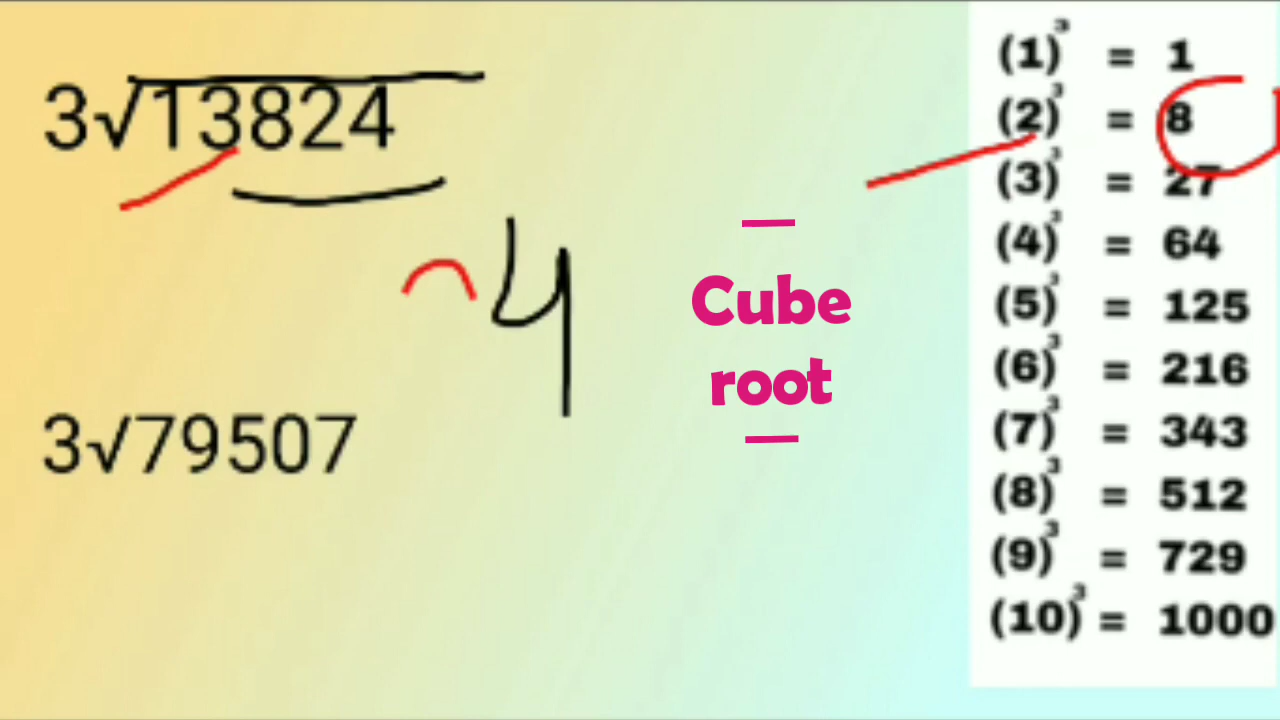 3√13824
4
3√79507
Cube
root
(1)³ = 1
(2)³ = 8
(3)³ = 27
(4)³ = 64
(5)³ = 125
(6)³ = 216
(7)³ = 343
(8)³ = 512
(9)³ = 729
(10)³ = 1000